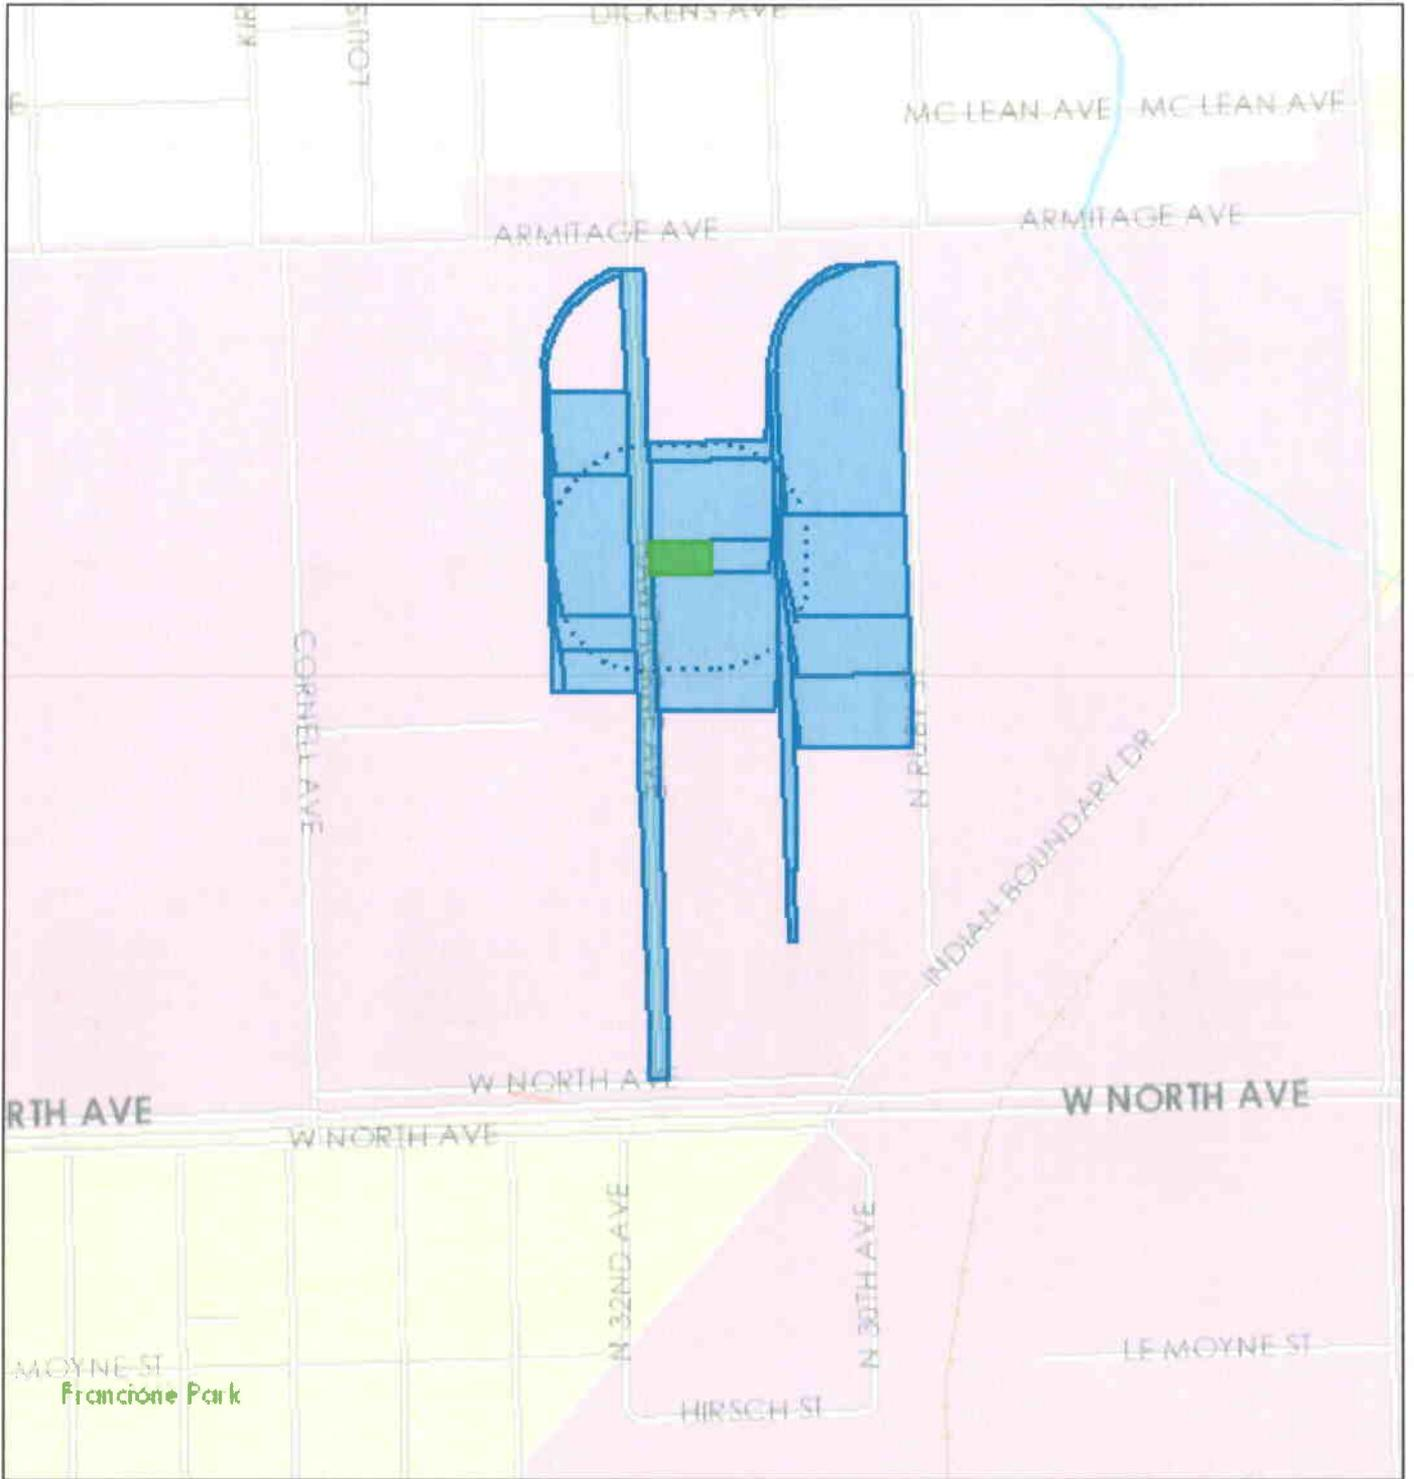 DICKENS AVE
KIR
LOUIS
E
MC LEAN AVE
MC LEAN AVE
ARMITAGE AVE
ARMITAGE AVE
CORNELL AVE
INDIAN BOUNDARY DR
W NORTH AVE
RTH AVE
W NORTH AVE
W NORTH AVE
N 32ND AVE
N 30TH AVE
MOYNE ST
LE MOYNE ST
Francione Park
HIRSCH ST